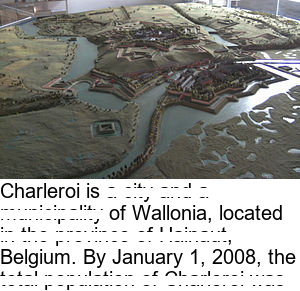 Charleroi is a city and a
municipality of Wallonia, located
in the province of Hainaut,
Belgium. By January 1, 2008, the
total population of Charleroi was